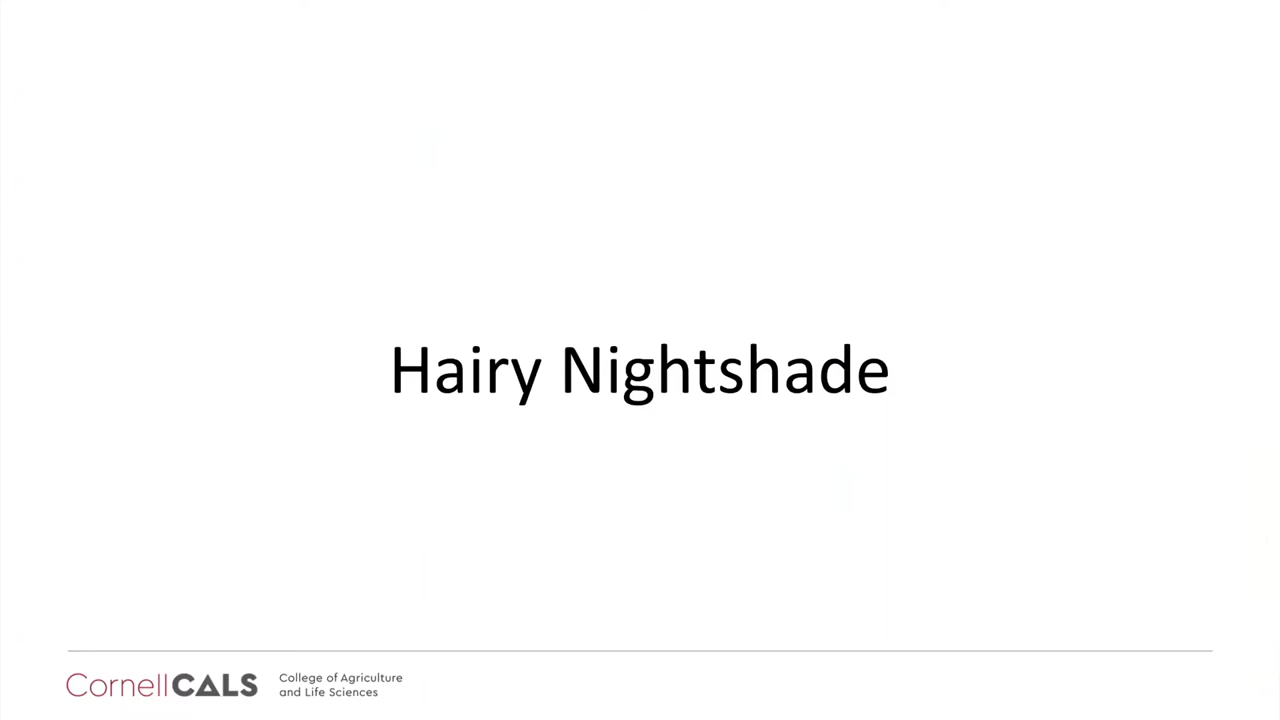 Hairy Nightshade
CornellCALS
College of Agriculture
and Life Sciences